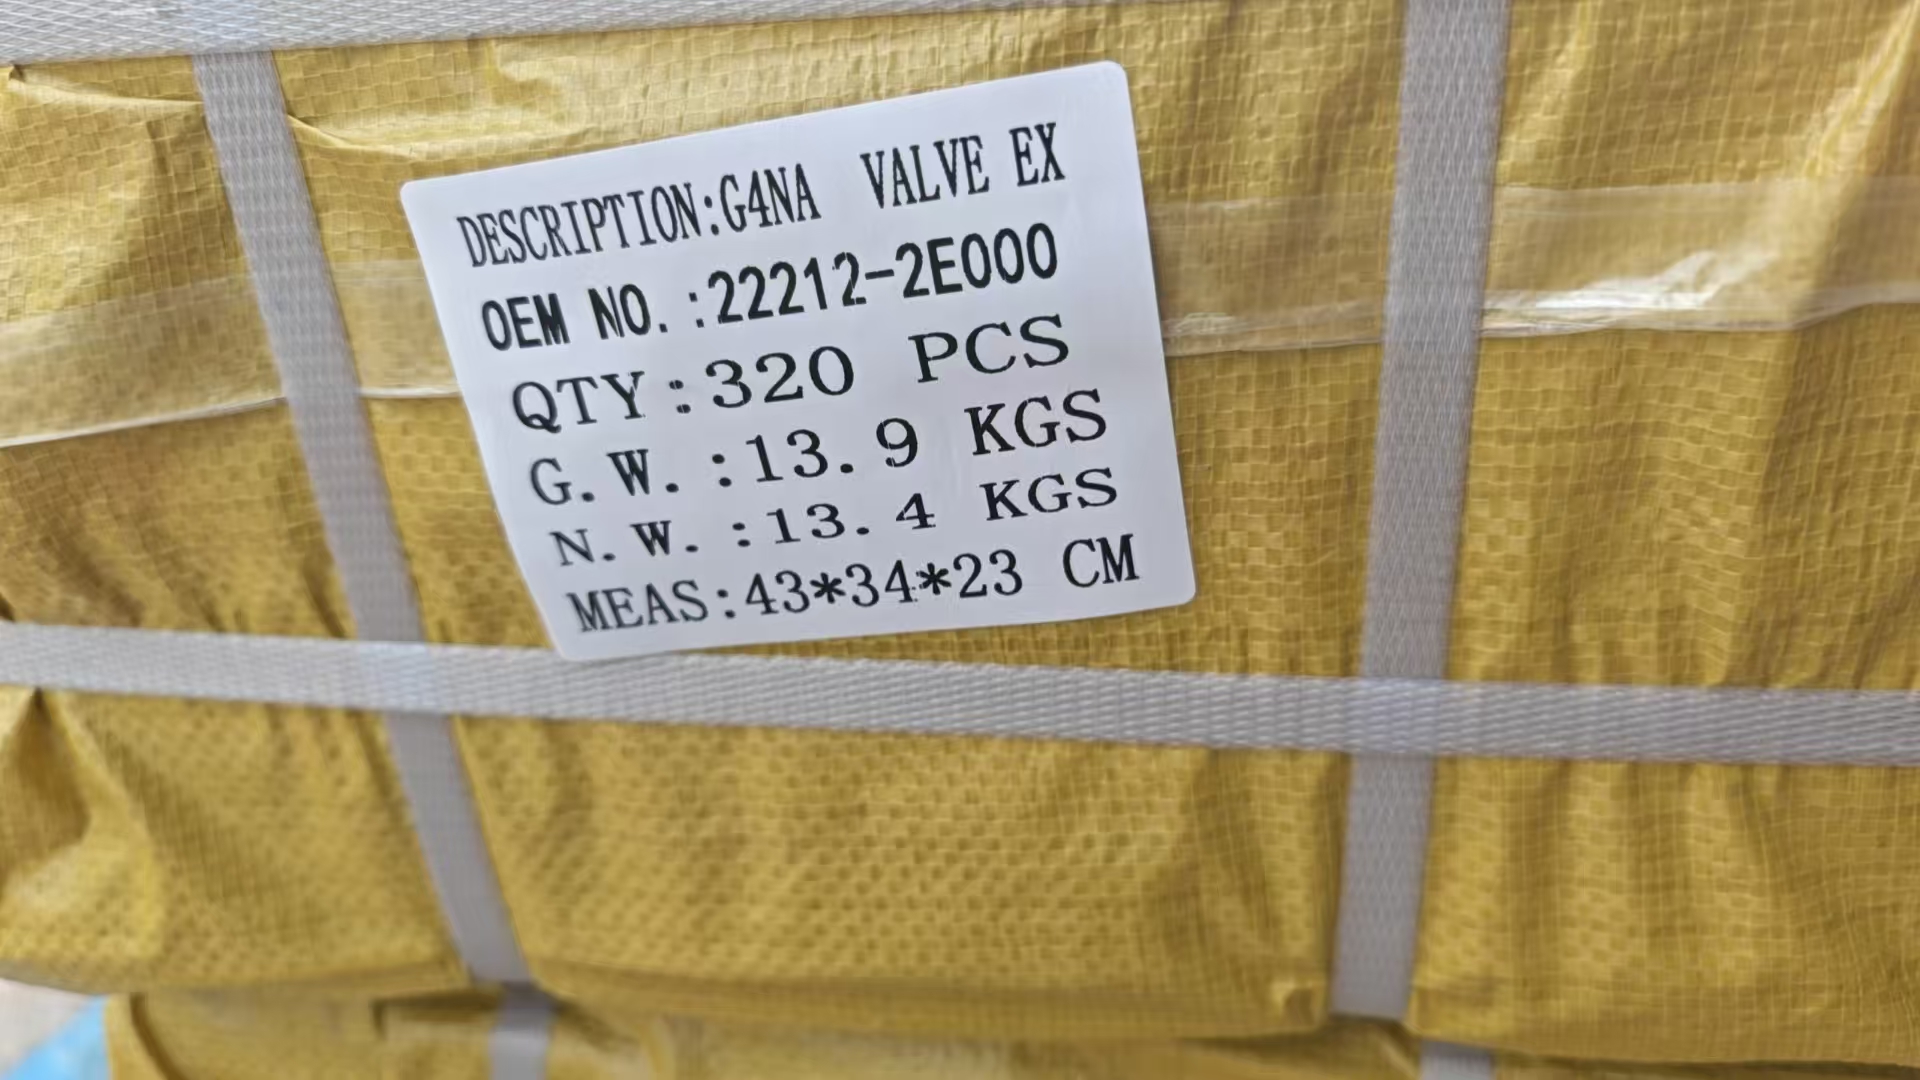 DESCRIPTION:G4NA VALVE EX
OEM NO.:22212-2E000
QTY:320 PCS
G.W.:13.9 KGS
N.W.:13.4 KGS
MEAS:43*34*23 CM